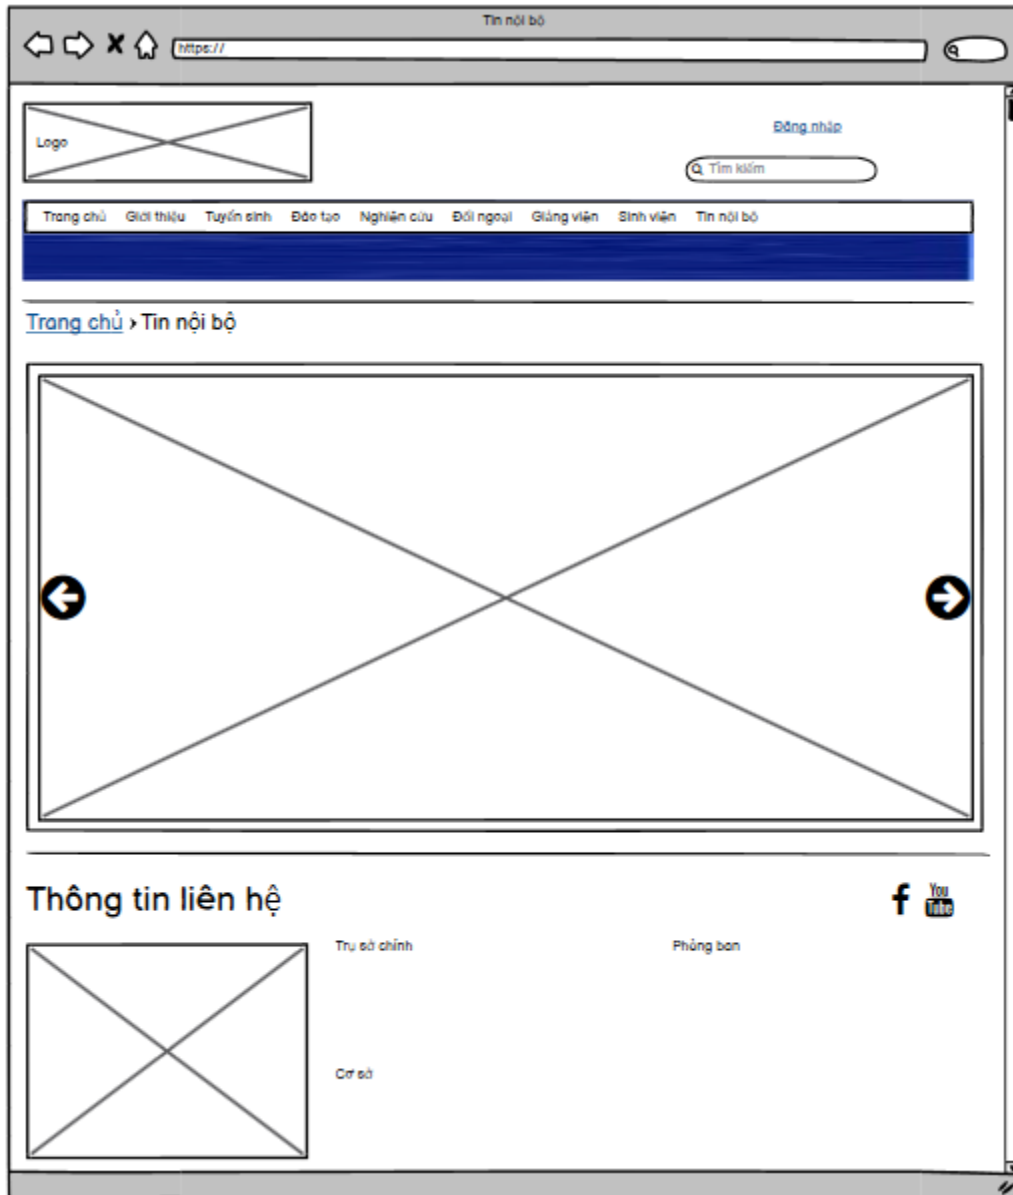 Tin nội bộ
https://
Logo
Đăng nhập
Tìm kiếm
Trang chủ Giới thiệu Tuyển sinh Đào tạo Nghiên cứu Đối ngoại Giảng viên Sinh viên Tin nội bộ
Trang chủ › Tin nội bộ
Thông tin liên hệ
f You Tube
Trụ sở chính Phòng ban
Cơ sở